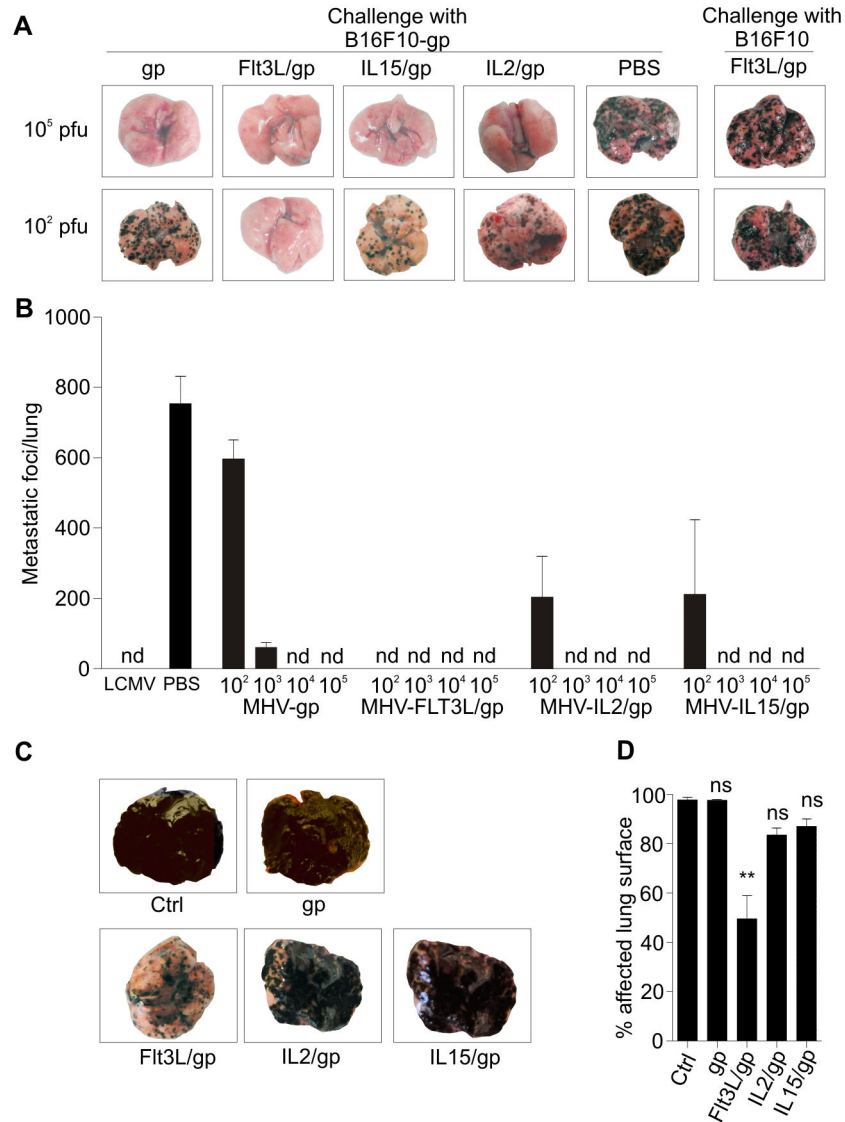 A
Challenge with
B16F10-gp
Challenge with
B16F10
gp Flt3L/gp IL15/gp IL2/gp PBS Flt3L/gp
10⁵ pfu
10² pfu
B
1000
800
600
400
200
0
Metastatic foci/lung
nd nd nd nd nd nd nd nd nd nd nd nd nd
LCMV PBS 10² 10³ 10⁴ 10⁵ 10² 10³ 10⁴ 10⁵ 10² 10³ 10⁴ 10⁵ 10² 10³ 10⁴ 10⁵
MHV-gp MHV-FLT3L/gp MHV-IL2/gp MHV-IL15/gp
C
Ctrl gp
Flt3L/gp IL2/gp IL15/gp
D
100
80
60
40
20
0
% affected lung surface
ns ** ns ns
Ctrl gp Flt3L/gp IL2/gp IL15/gp